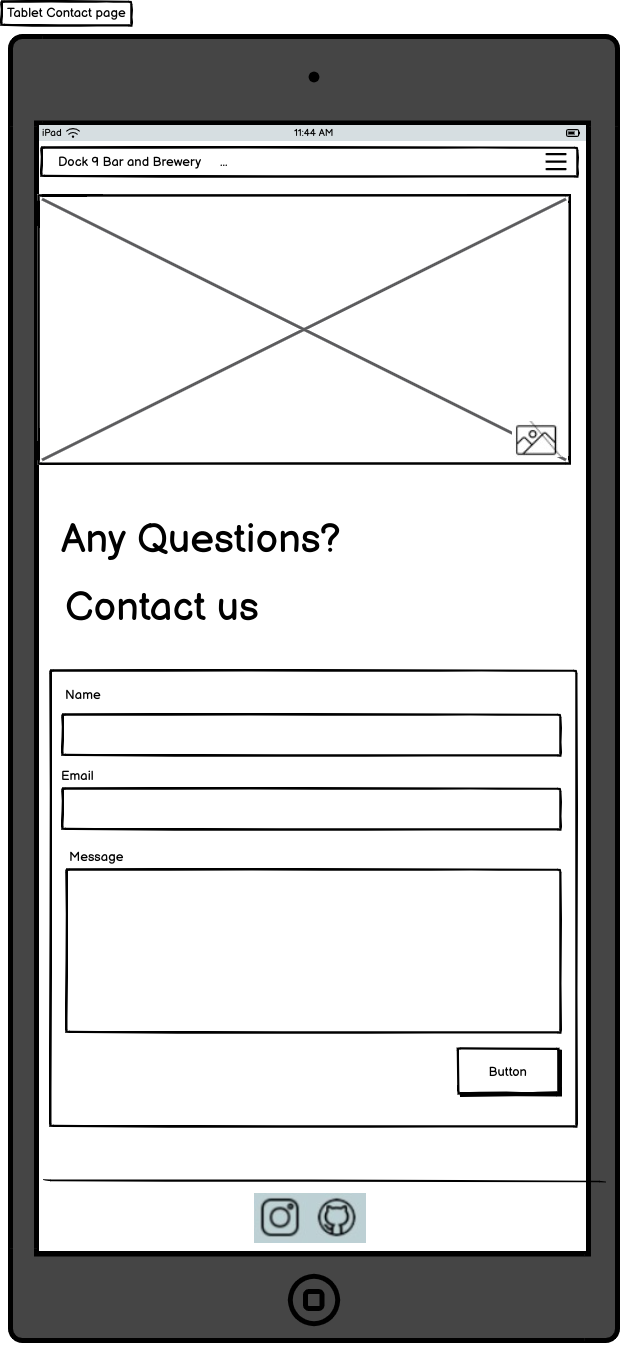 Tablet Contact page
iPad 11:44 AM
Dock 9 Bar and Brewery ...
Any Questions?
Contact us
Name
Email
Message
Button